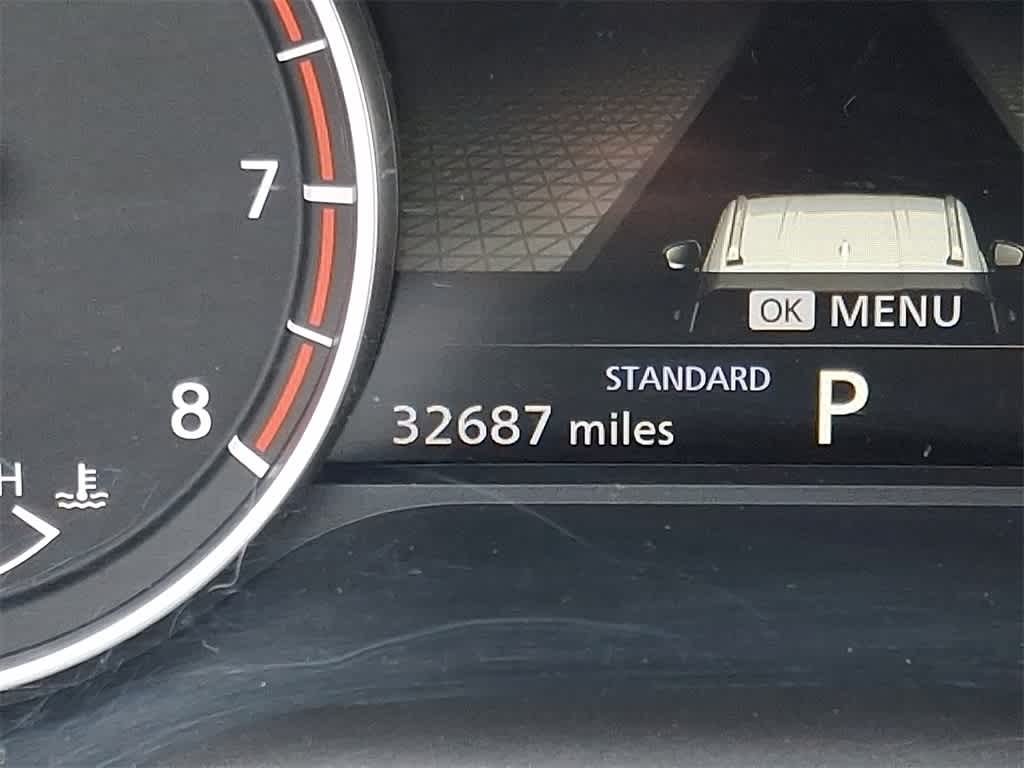 7
OK MENU
STANDARD P
8
32687 miles
H